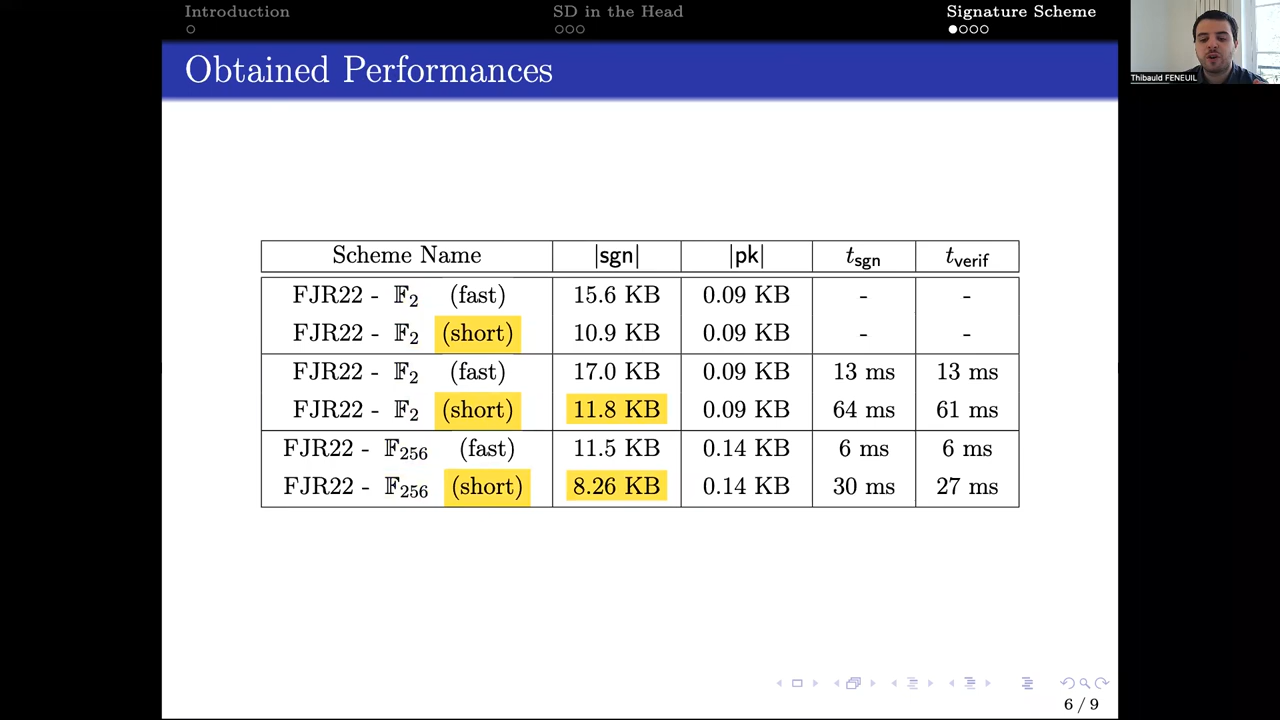 Introduction SD in the Head Signature Scheme
Thibauld FENEUIL
Obtained Performances
Scheme Name |sgn| |pk| t_sgn t_verif
FJR22 - 𝔽₂ (fast) 15.6 KB 0.09 KB - -
FJR22 - 𝔽₂ (short) 10.9 KB 0.09 KB - -
FJR22 - 𝔽₂ (fast) 17.0 KB 0.09 KB 13 ms 13 ms
FJR22 - 𝔽₂ (short) 11.8 KB 0.09 KB 64 ms 61 ms
FJR22 - 𝔽₂₅₆ (fast) 11.5 KB 0.14 KB 6 ms 6 ms
FJR22 - 𝔽₂₅₆ (short) 8.26 KB 0.14 KB 30 ms 27 ms
6 / 9